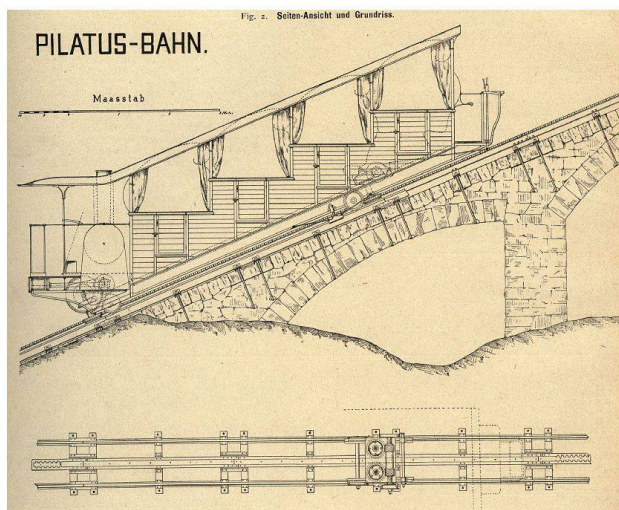 Fig. 2. Seiten-Ansicht und Grundriss.
PILATUS-BAHN.
Maasstab